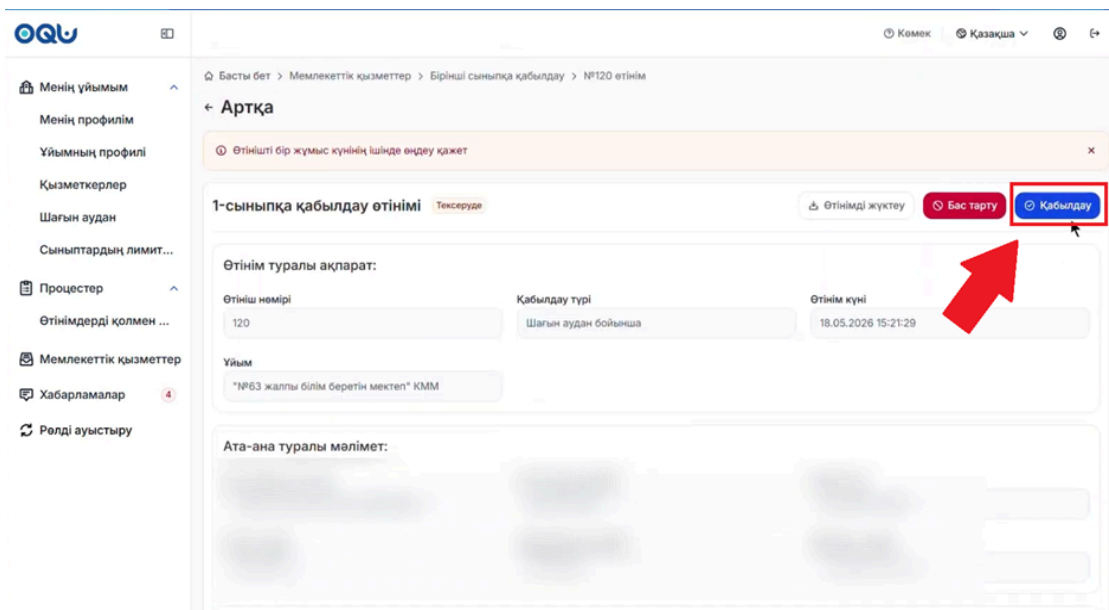 OQU
Көмек Қазақша
Басты бет > Мемлекеттік қызметтер > Бірінші сыныпқа қабылдау > №120 өтінім
Менің ұйымым
Менің профилім
Ұйымның профилі
Қызметкерлер
Шағын аудан
Сыныптардың лимит...
Процестер
Өтінімдерді қолмен ...
Мемлекеттік қызметтер
Хабарламалар 4
Рөлді ауыстыру
← Артқа
Өтінішті бір жұмыс күнінің ішінде өңдеу қажет
1-сыныпқа қабылдау өтінімі Тексеруде Өтінімді жүктеу Бас тарту Қабылдау
Өтінім туралы ақпарат:
Өтініш нөмірі Қабылдау түрі Өтінім күні
120 Шағын аудан бойынша 18.05.2026 15:21:29
Ұйым
"№63 жалпы білім беретін мектеп" КММ
Ата-ана туралы мәлімет: